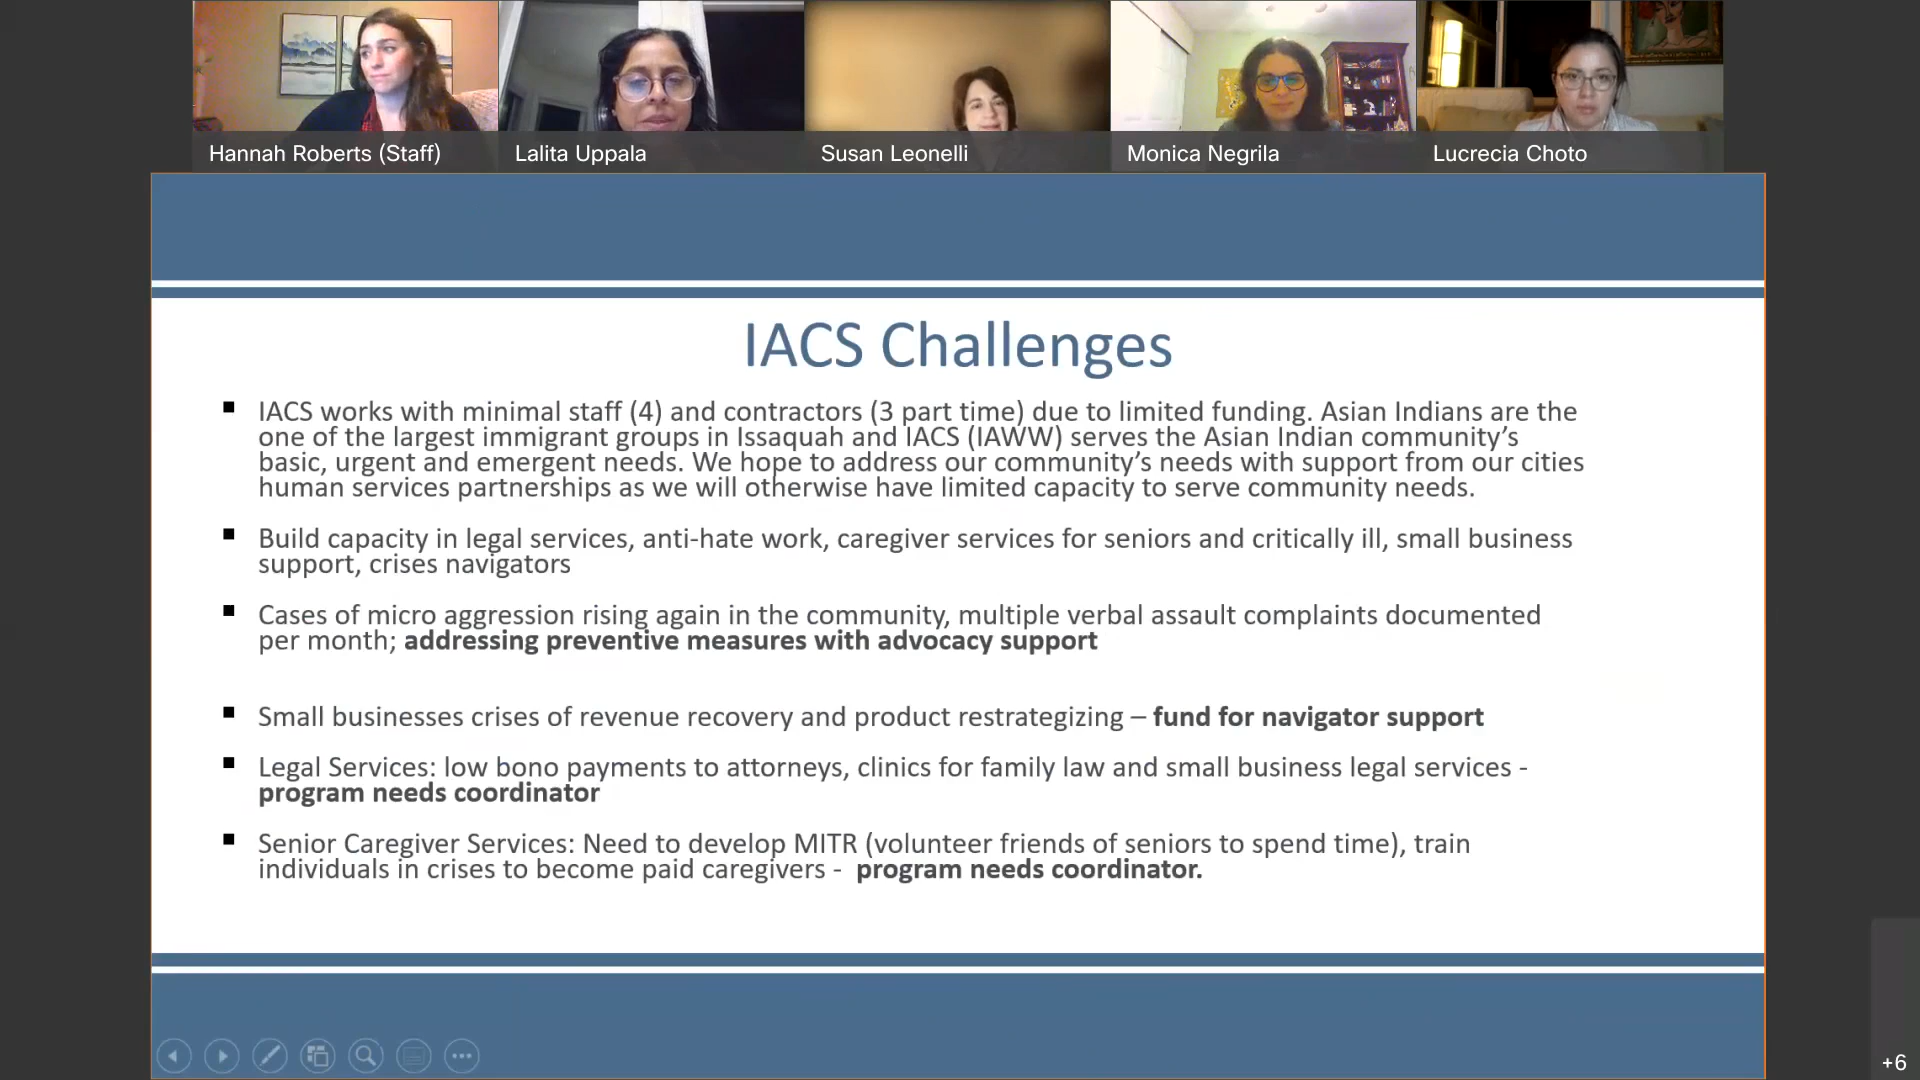 Hannah Roberts (Staff)
Lalita Uppala
Susan Leonelli
Monica Negrila
Lucrecia Choto
IACS Challenges
IACS works with minimal staff (4) and contractors (3 part time) due to limited funding. Asian Indians are the
one of the largest immigrant groups in Issaquah and IACS (IAWW) serves the Asian Indian community’s
basic, urgent and emergent needs. We hope to address our community’s needs with support from our cities
human services partnerships as we will otherwise have limited capacity to serve community needs.
Build capacity in legal services, anti-hate work, caregiver services for seniors and critically ill, small business
support, crises navigators
Cases of micro aggression rising again in the community, multiple verbal assault complaints documented
per month; addressing preventive measures with advocacy support
Small businesses crises of revenue recovery and product restrategizing – fund for navigator support
Legal Services: low bono payments to attorneys, clinics for family law and small business legal services -
program needs coordinator
Senior Caregiver Services: Need to develop MITR (volunteer friends of seniors to spend time), train
individuals in crises to become paid caregivers - program needs coordinator.
+6